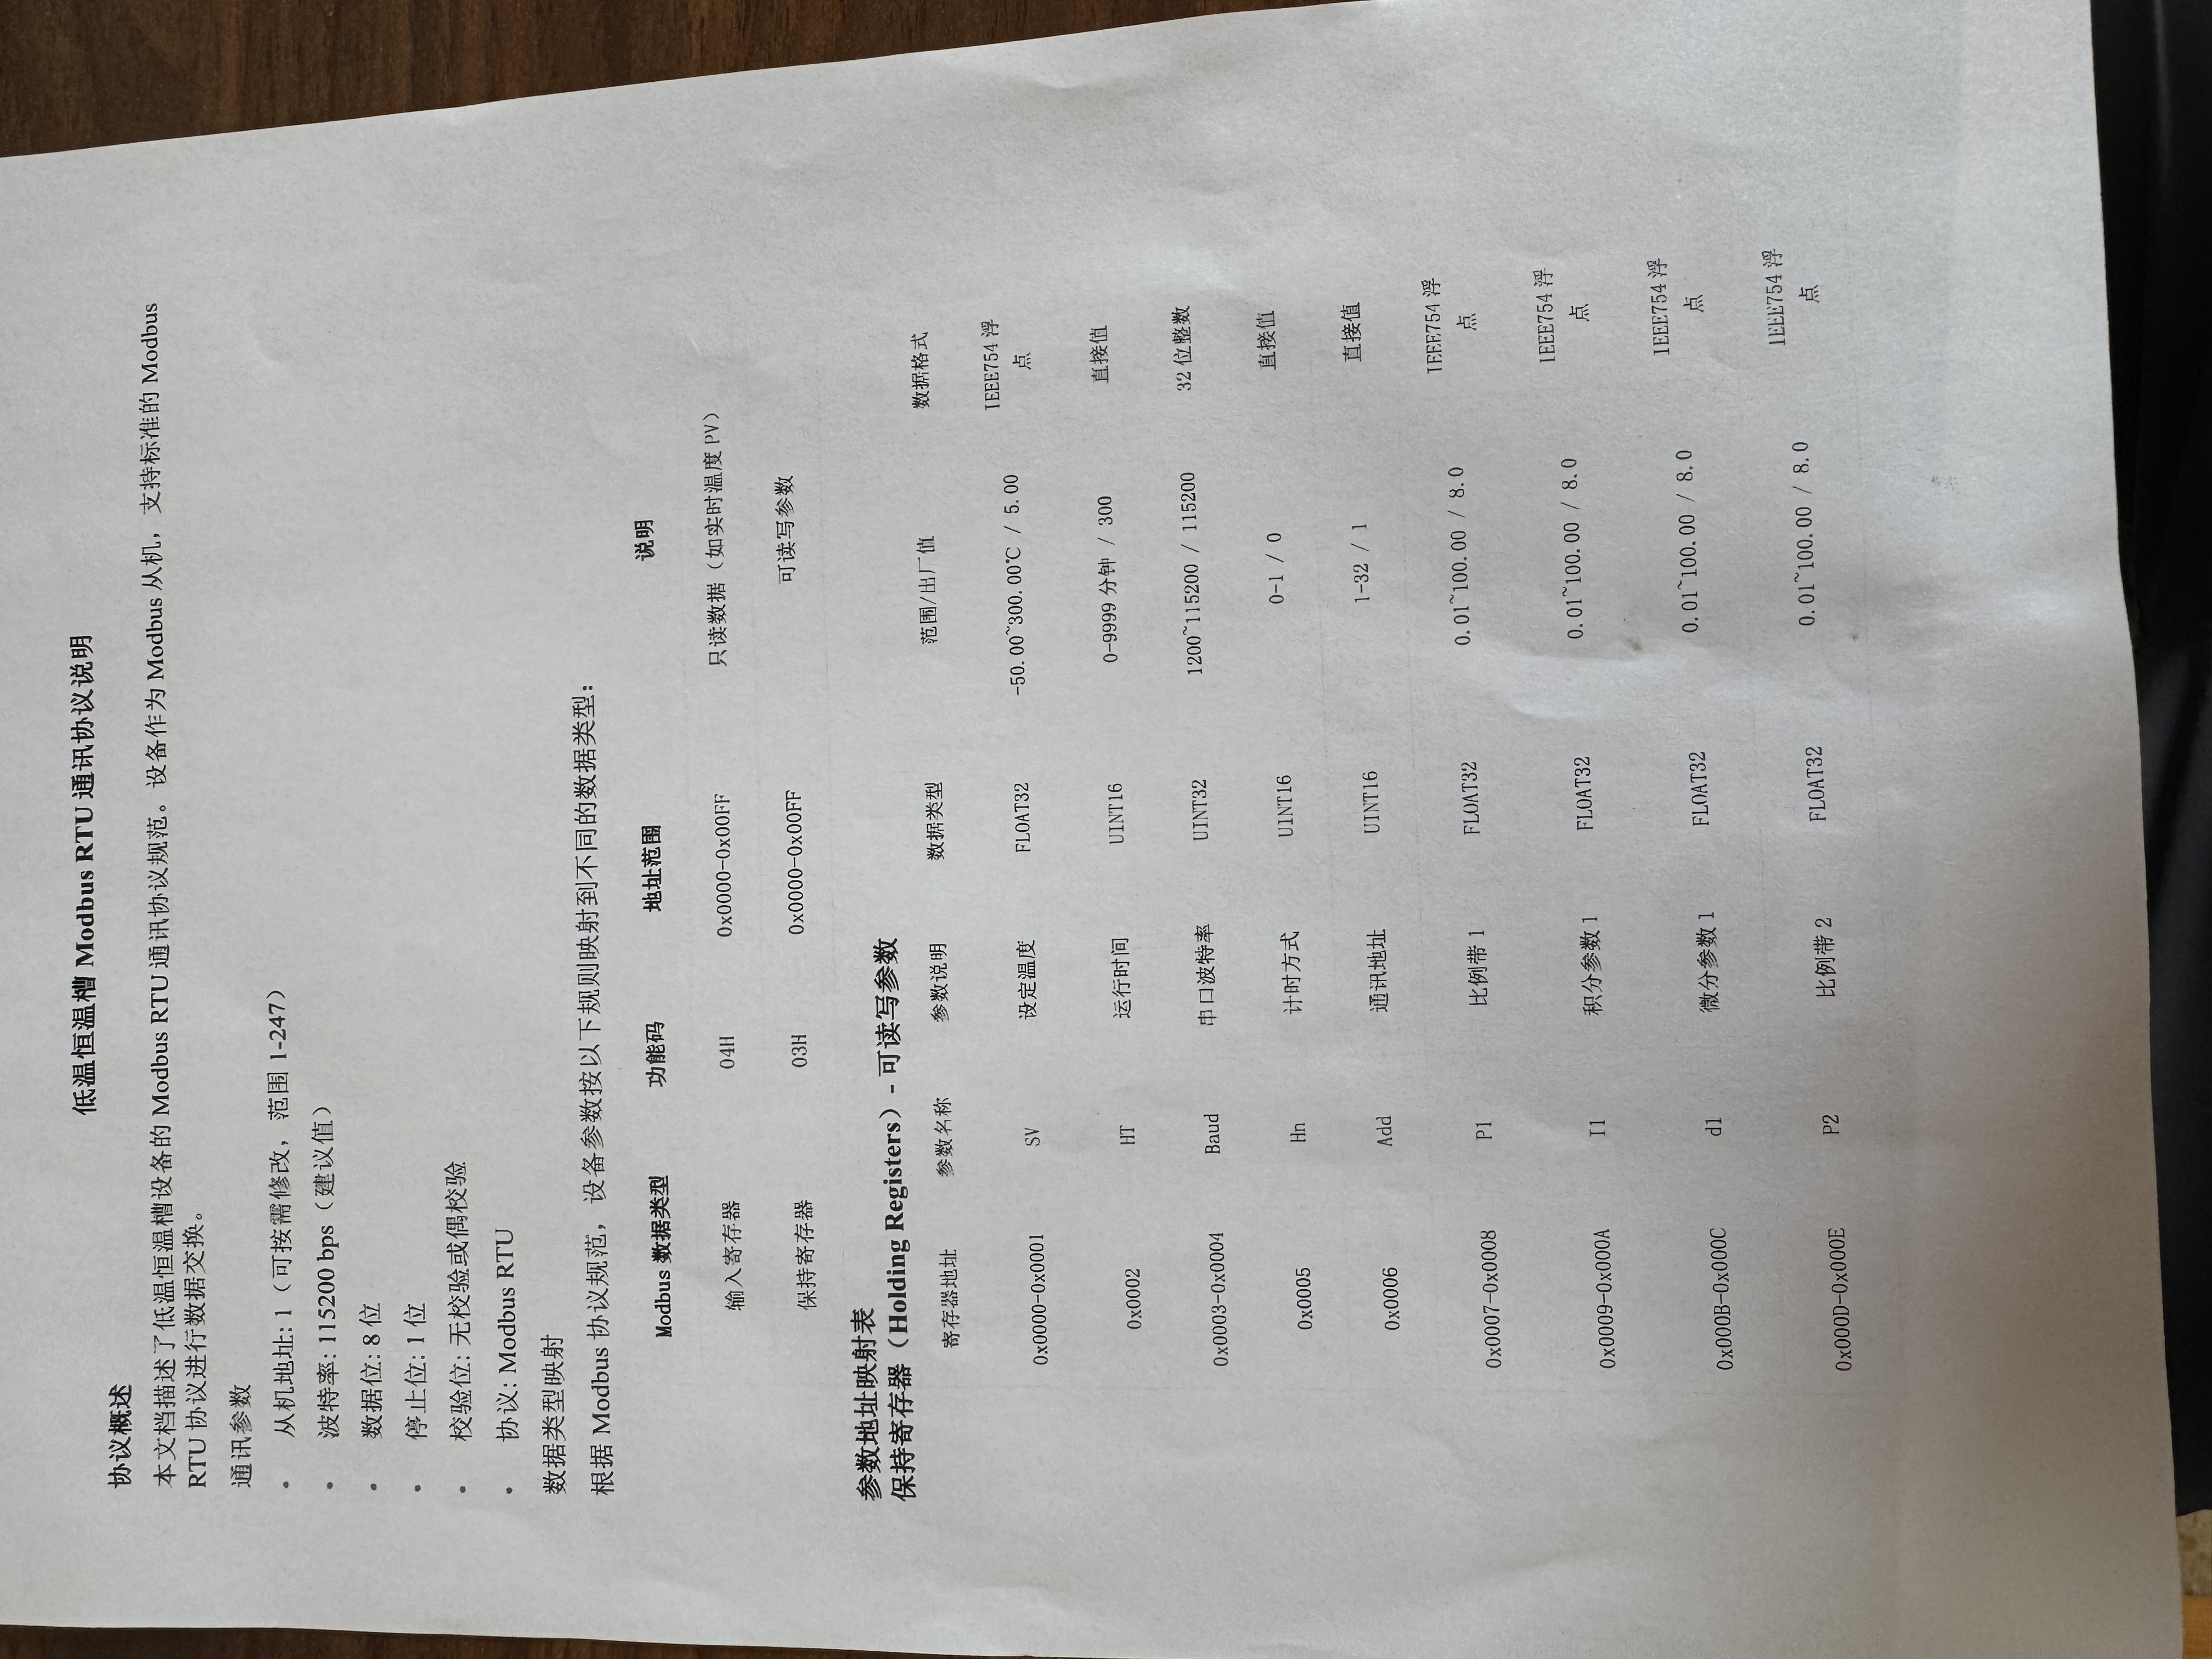 低温恒温槽 Modbus RTU 通讯协议说明
协议概述
本文档描述了低温恒温槽设备的 Modbus RTU 通讯协议规范。设备作为 Modbus 从机，支持标准的 Modbus
RTU 协议进行数据交换。
通讯参数
• 从机地址: 1（可按需修改，范围 1-247）
• 波特率: 115200 bps（建议值）
• 数据位: 8 位
• 停止位: 1 位
• 校验位: 无校验或偶校验
• 协议: Modbus RTU
数据类型映射
根据 Modbus 协议规范，设备参数按以下规则映射到不同的数据类型：
Modbus 数据类型 功能码 地址范围 说明
输入寄存器 04H 0x0000-0x00FF 只读数据（如实时温度 PV）
保持寄存器 03H 0x0000-0x00FF 可读写参数
参数地址映射表
保持寄存器（Holding Registers）- 可读写参数
寄存器地址 参数名称 参数说明 数据类型 范围/出厂值 数据格式
0x0000-0x0001 SV 设定温度 FLOAT32 -50.00~300.00℃ / 5.00 IEEE754 浮
点
0x0002 HT 运行时间 UINT16 0-9999 分钟 / 300 直接值
0x0003-0x0004 Baud 串口波特率 UINT32 1200~115200 / 115200 32 位整数
0x0005 Hn 计时方式 UINT16 0-1 / 0 直接值
0x0006 Add 通讯地址 UINT16 1-32 / 1 直接值
0x0007-0x0008 P1 比例带 1 FLOAT32 0.01~100.00 / 8.0 IEEE754 浮
点
0x0009-0x000A I1 积分参数 1 FLOAT32 0.01~100.00 / 8.0 IEEE754 浮
点
0x000B-0x000C d1 微分参数 1 FLOAT32 0.01~100.00 / 8.0 IEEE754 浮
点
0x000D-0x000E P2 比例带 2 FLOAT32 0.01~100.00 / 8.0 IEEE754 浮
点